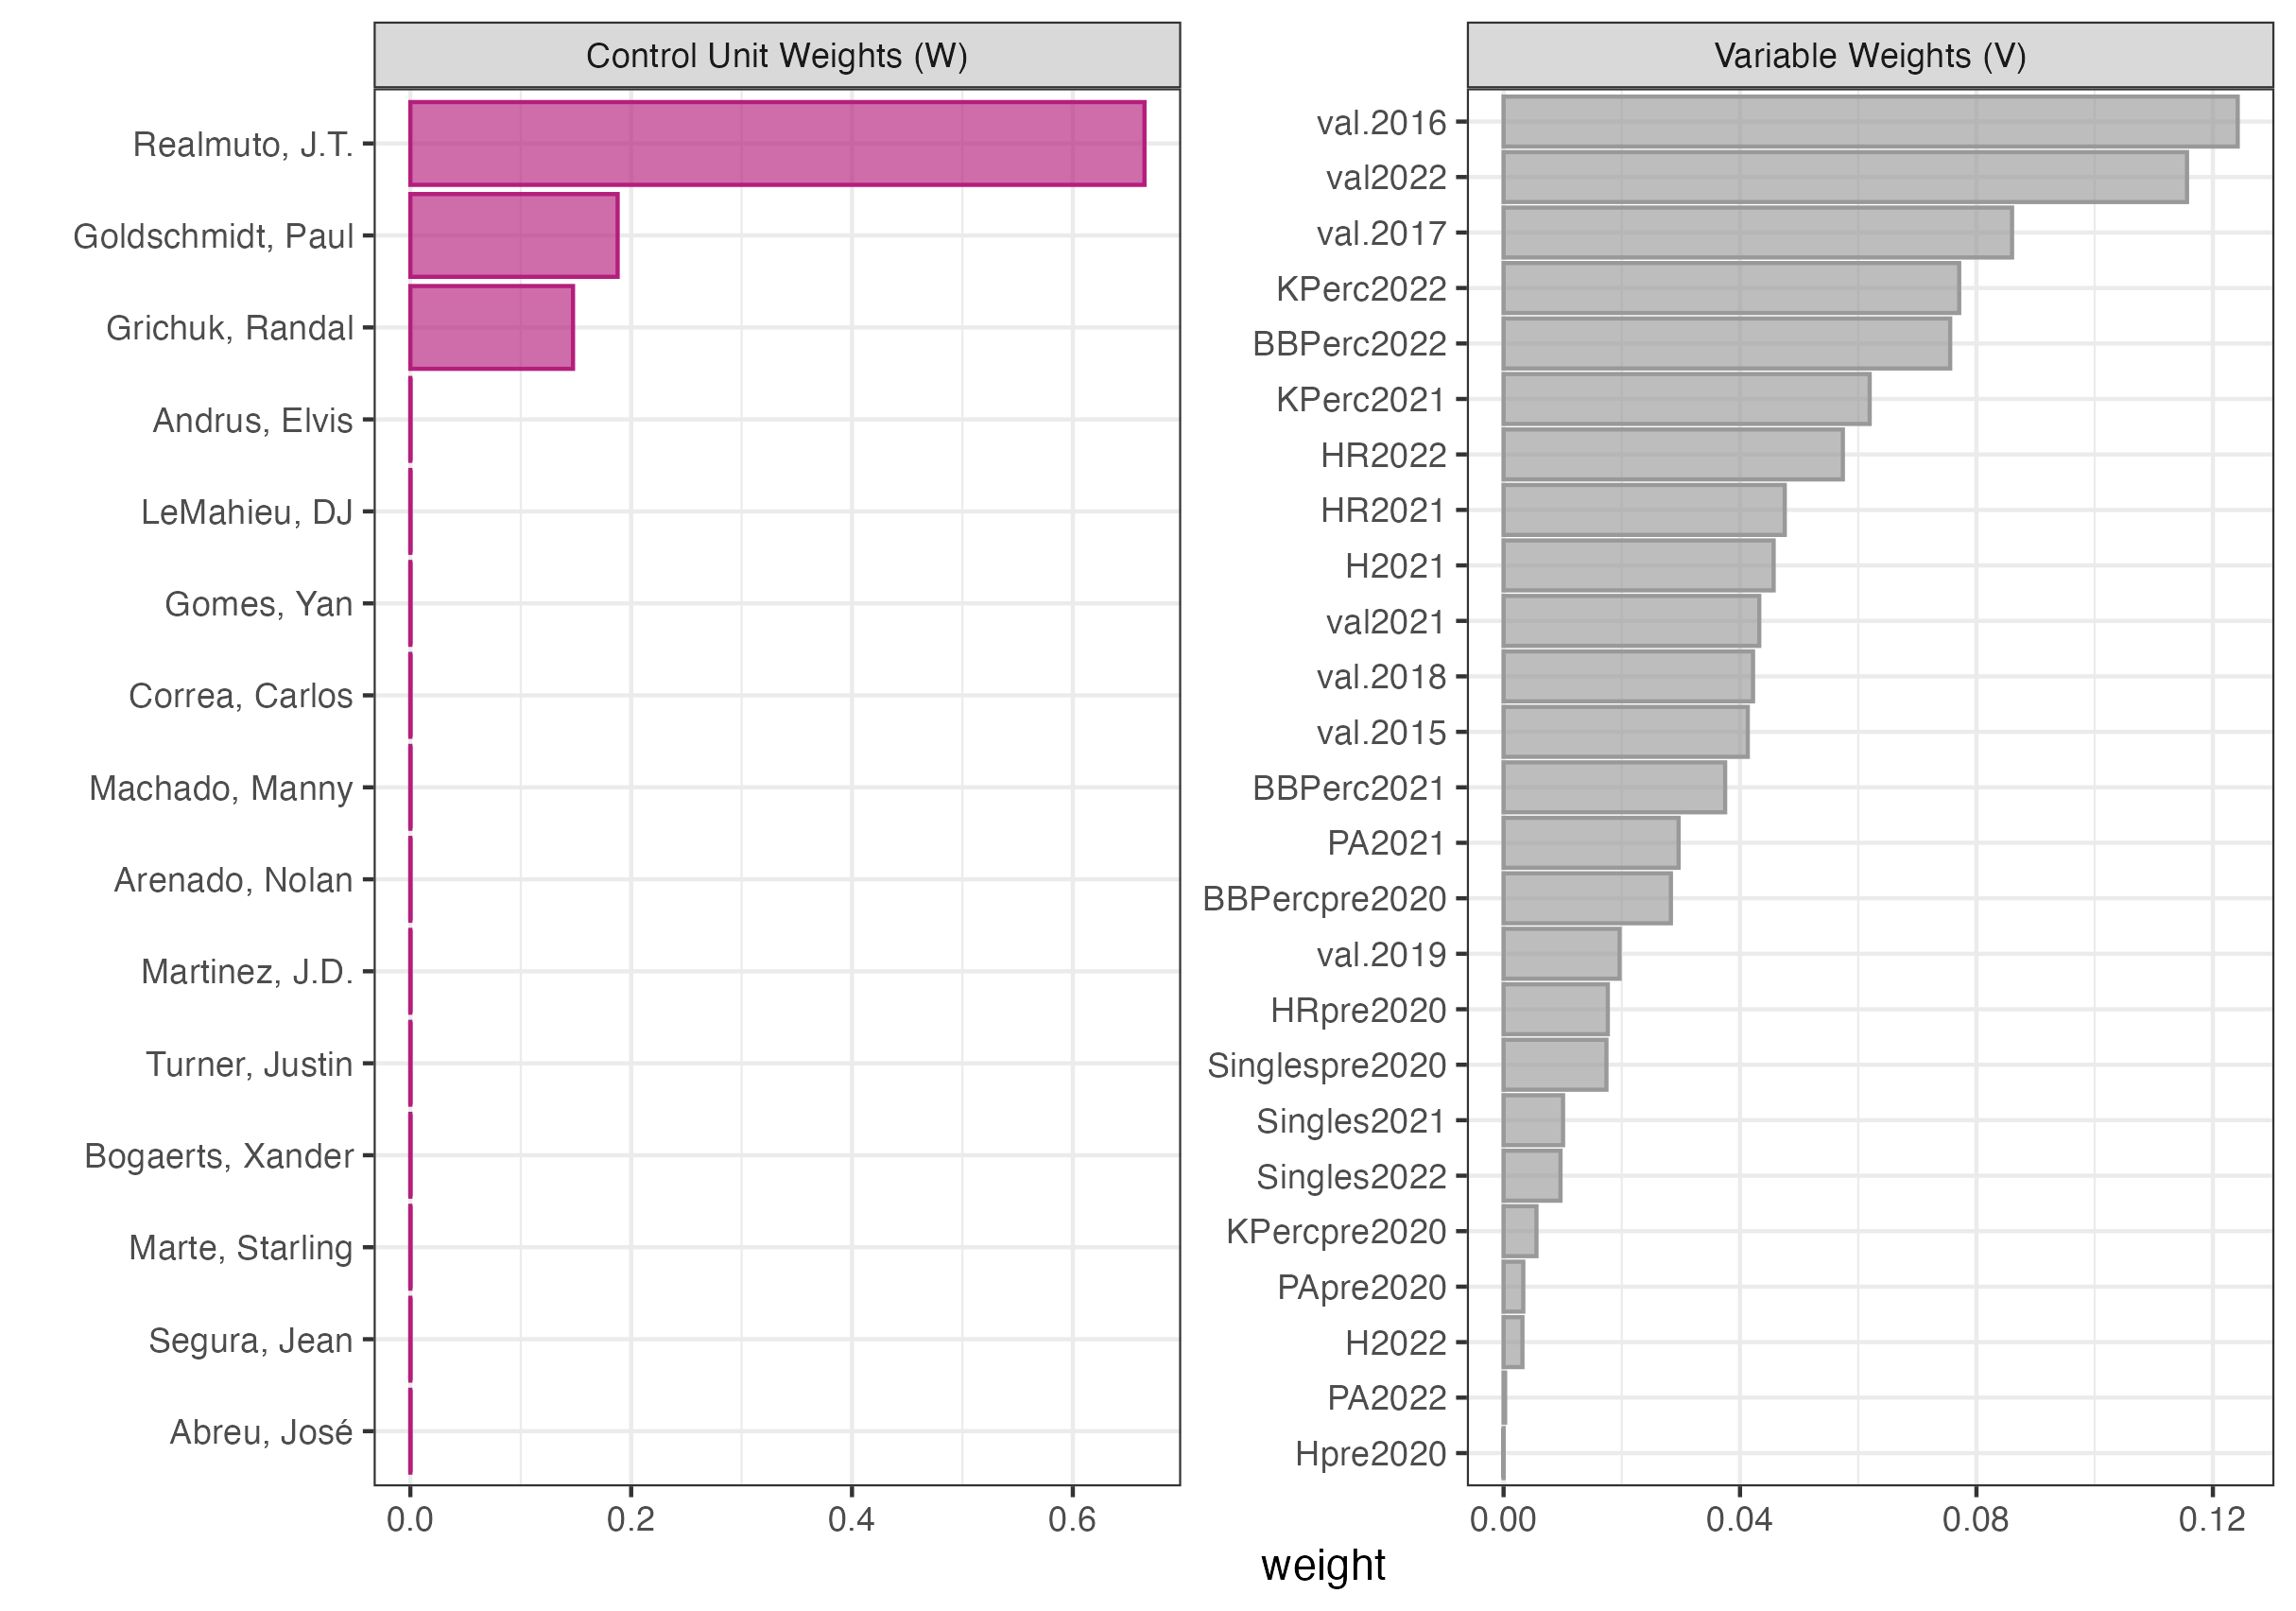 Control Unit Weights (W)
Realmuto, J.T.
Goldschmidt, Paul
Grichuk, Randal
Andrus, Elvis
LeMahieu, DJ
Gomes, Yan
Correa, Carlos
Machado, Manny
Arenado, Nolan
Martinez, J.D.
Turner, Justin
Bogaerts, Xander
Marte, Starling
Segura, Jean
Abreu, José
0.0 0.2 0.4 0.6
Variable Weights (V)
val.2016
val2022
val.2017
KPerc2022
BBPerc2022
KPerc2021
HR2022
HR2021
H2021
val2021
val.2018
val.2015
BBPerc2021
PA2021
BBPercpre2020
val.2019
HRpre2020
Singlespre2020
Singles2021
Singles2022
KPercpre2020
PApre2020
H2022
PA2022
Hpre2020
0.00 0.04 0.08 0.12
weight